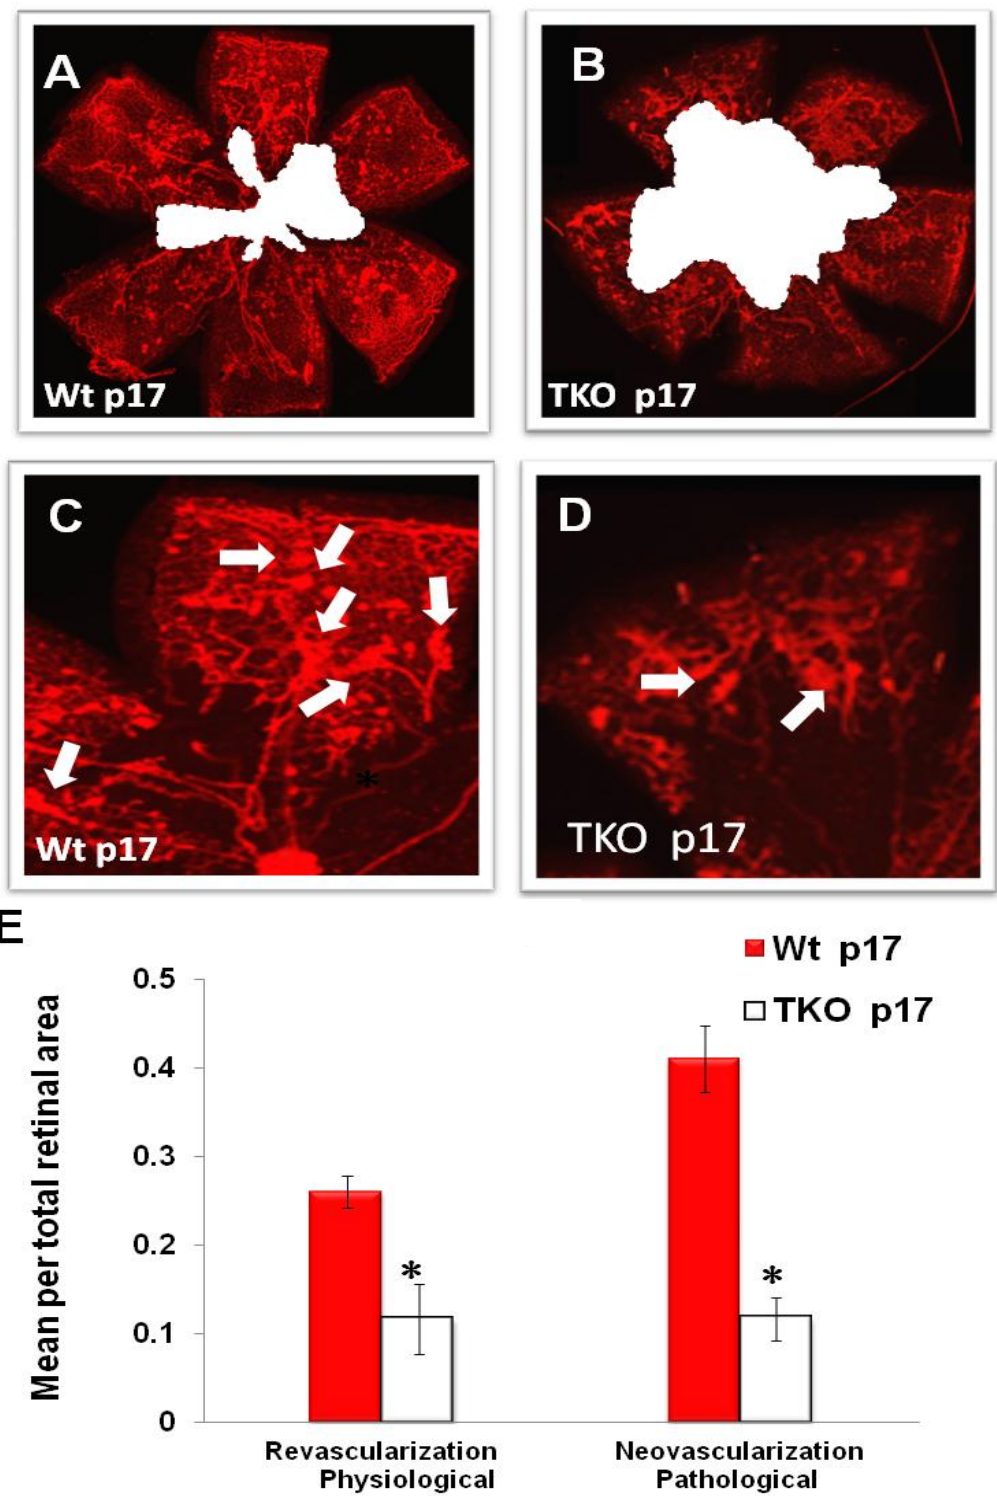 A
Wt p17
B
TKO p17
C
*
Wt p17
D
TKO p17
E
Wt p17
TKO p17
Mean per total retinal area
0.5
0.4
0.3
0.2
0.1
0
*
*
Revascularization
Physiological
Neovascularization
Pathological